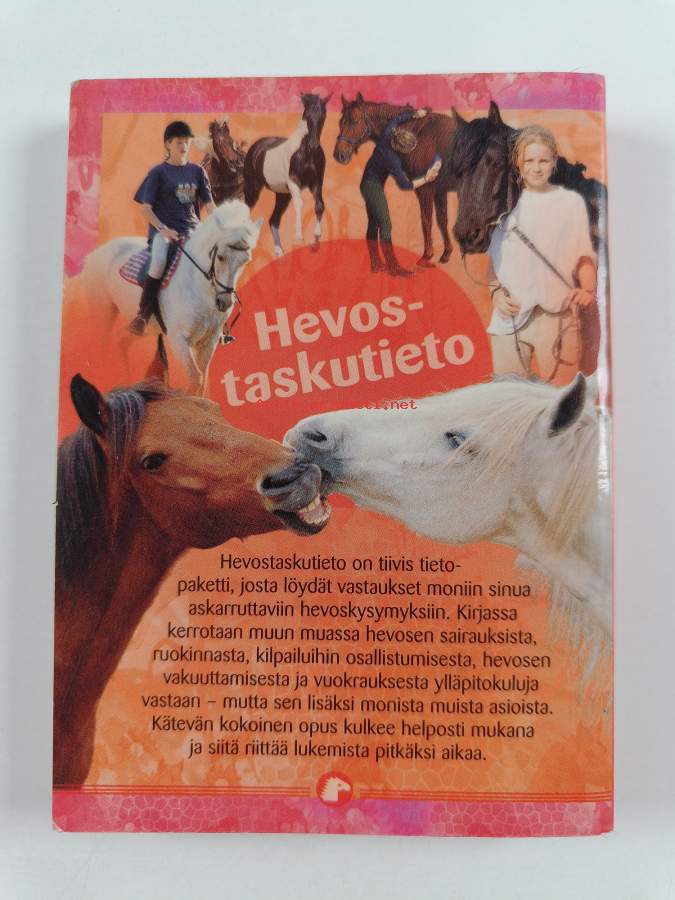 Hevos-
taskutieto
Hevostaskutieto on tiivis tieto-
paketti, josta löydät vastaukset moniin sinua
askarruttaviin hevoskysymyksiin. Kirjassa
kerrotaan muun muassa hevosen sairauksista,
ruokinnasta, kilpailuihin osallistumisesta, hevosen
vakuuttamisesta ja vuokrauksesta ylläpitokuluja
vastaan – mutta sen lisäksi monista muista asioista.
Kätevän kokoinen opus kulkee helposti mukana
ja siitä riittää lukemista pitkäksi aikaa.